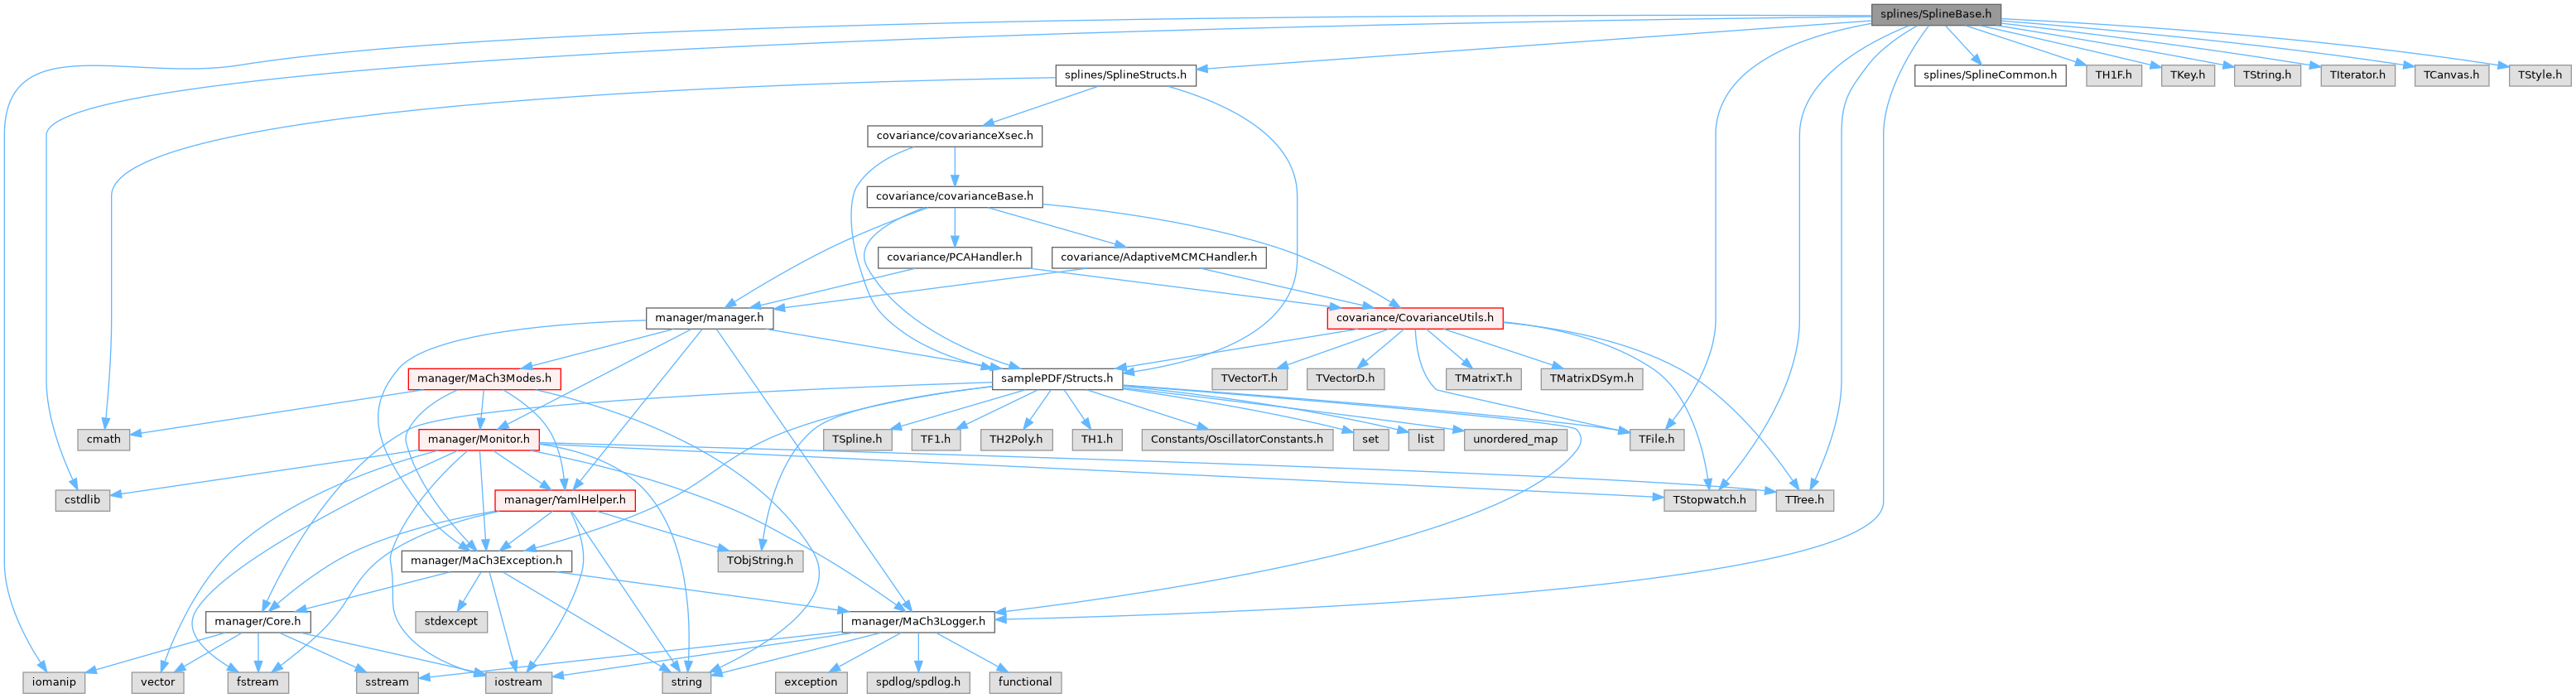 splines/SplineBase.h
splines/SplineStructs.h
splines/SplineCommon.h
TH1F.h
TKey.h
TString.h
TIterator.h
TCanvas.h
TStyle.h
covariance/covarianceXsec.h
covariance/covarianceBase.h
covariance/PCAHandler.h
covariance/AdaptiveMCMCHandler.h
manager/manager.h
covariance/CovarianceUtils.h
manager/MaCh3Modes.h
samplePDF/Structs.h
TVectorT.h
TVectorD.h
TMatrixT.h
TMatrixDSym.h
cmath
manager/Monitor.h
TSpline.h
TF1.h
TH2Poly.h
TH1.h
Constants/OscillatorConstants.h
set
list
unordered_map
TFile.h
cstdlib
manager/YamlHelper.h
TStopwatch.h
TTree.h
manager/MaCh3Exception.h
TObjString.h
manager/Core.h
stdexcept
manager/MaCh3Logger.h
iomanip
vector
fstream
sstream
iostream
string
exception
spdlog/spdlog.h
functional